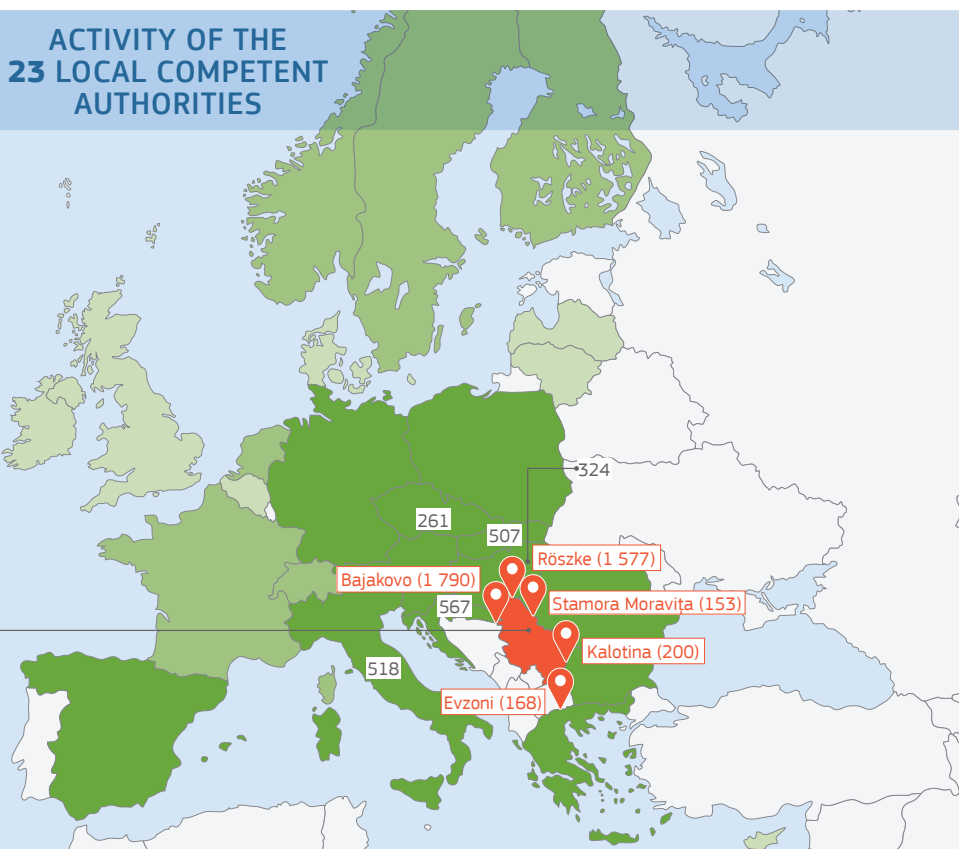 ACTIVITY OF THE
23 LOCAL COMPETENT
AUTHORITIES
324
261
507
Röszke (1 577)
Bajakovo (1 790)
567
Stamora Moravița (153)
Kalotina (200)
518
Evzoni (168)